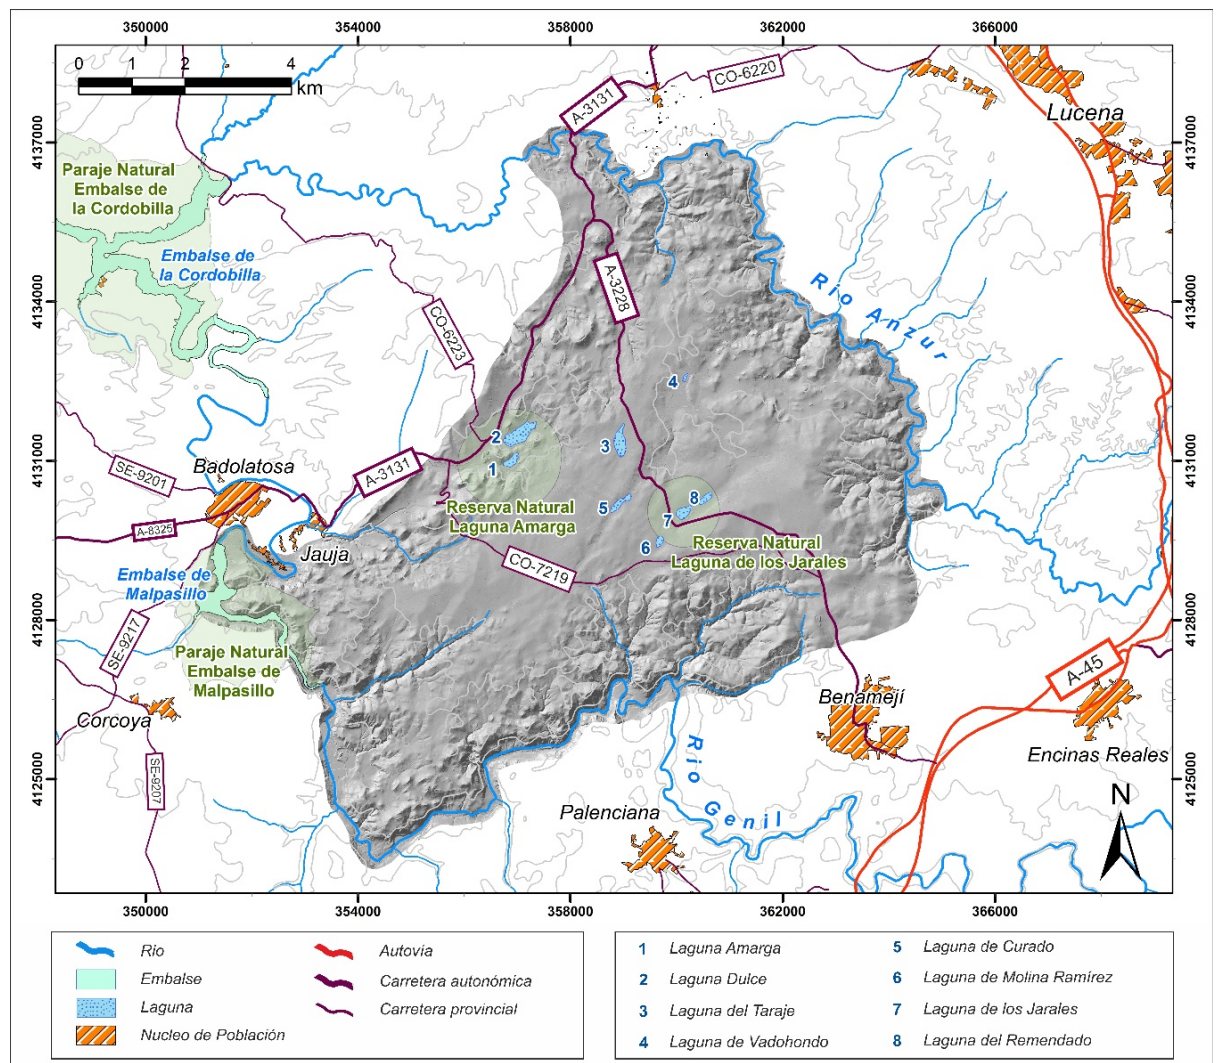 350000
354000
358000
362000
366000
0 1 2 4
km
A-3131
CO-6220
Lucena
4137000
4137000
Paraje Natural
Embalse de
la Cordobilla
Embalse de
la Cordobilla
4134000
4134000
A-3228
CO-6223
Río Anzur
4
2
3
1
4131000
4131000
SE-9201
Badolatosa
A-3131
A-8325
Jauja
Reserva Natural
Laguna Amarga
5
8
7
6
Reserva Natural
Laguna de los Jarales
CO-7219
Embalse de
Malpasillo
4128000
4128000
SE-9217
Paraje Natural
Embalse de
Malpasillo
A-45
Corcoya
Benamejí
Encinas Reales
SE-9207
Río Genil
4125000
4125000
Palenciana
N
350000
354000
358000
362000
366000
Rio
Embalse
Laguna
Nucleo de Población
Autovia
Carretera autonómica
Carretera provincial
1 Laguna Amarga
2 Laguna Dulce
3 Laguna del Taraje
4 Laguna de Vadohondo
5 Laguna de Curado
6 Laguna de Molina Ramírez
7 Laguna de los Jarales
8 Laguna del Remendado